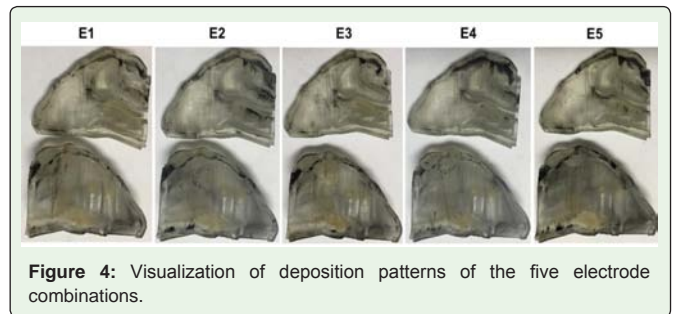 E1 E2 E3 E4 E5
Figure 4: Visualization of deposition patterns of the five electrode
combinations.